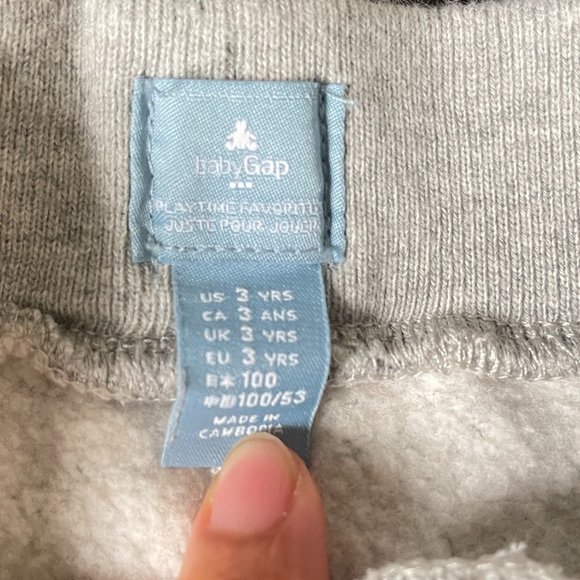 babyGap
PLAYTIME FAVORITE
JUSTE POUR JOUER
US 3 YRS
CA 3 ANS
UK 3 YRS
EU 3 YRS
日本 100
中国 100/53
MADE IN
CAMBODIA